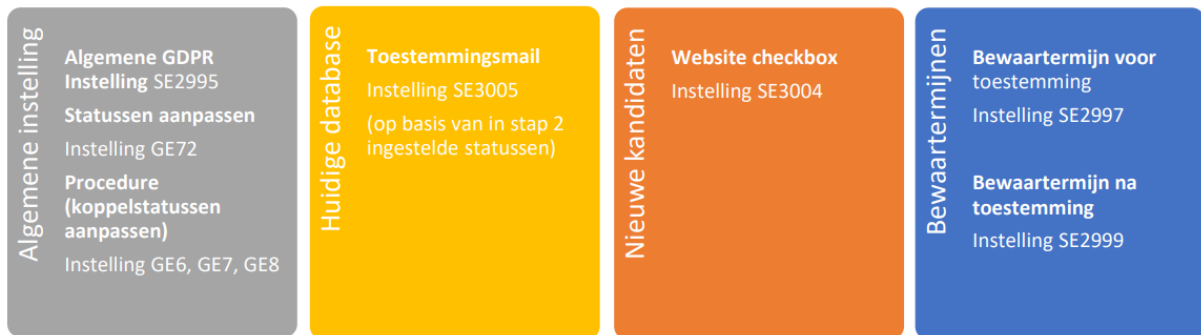 Algemene instelling
Algemene GDPR
Instelling SE2995
Statussen aanpassen
Instelling GE72
Procedure
(koppelstatussen
aanpassen)
Instelling GE6, GE7, GE8
Huidige database
Toestemmingsmail
Instelling SE3005
(op basis van in stap 2
ingestelde statussen)
Nieuwe kandidaten
Website checkbox
Instelling SE3004
Bewaartermijnen
Bewaartermijn voor
toestemming
Instelling SE2997
Bewaartermijn na
toestemming
Instelling SE2999